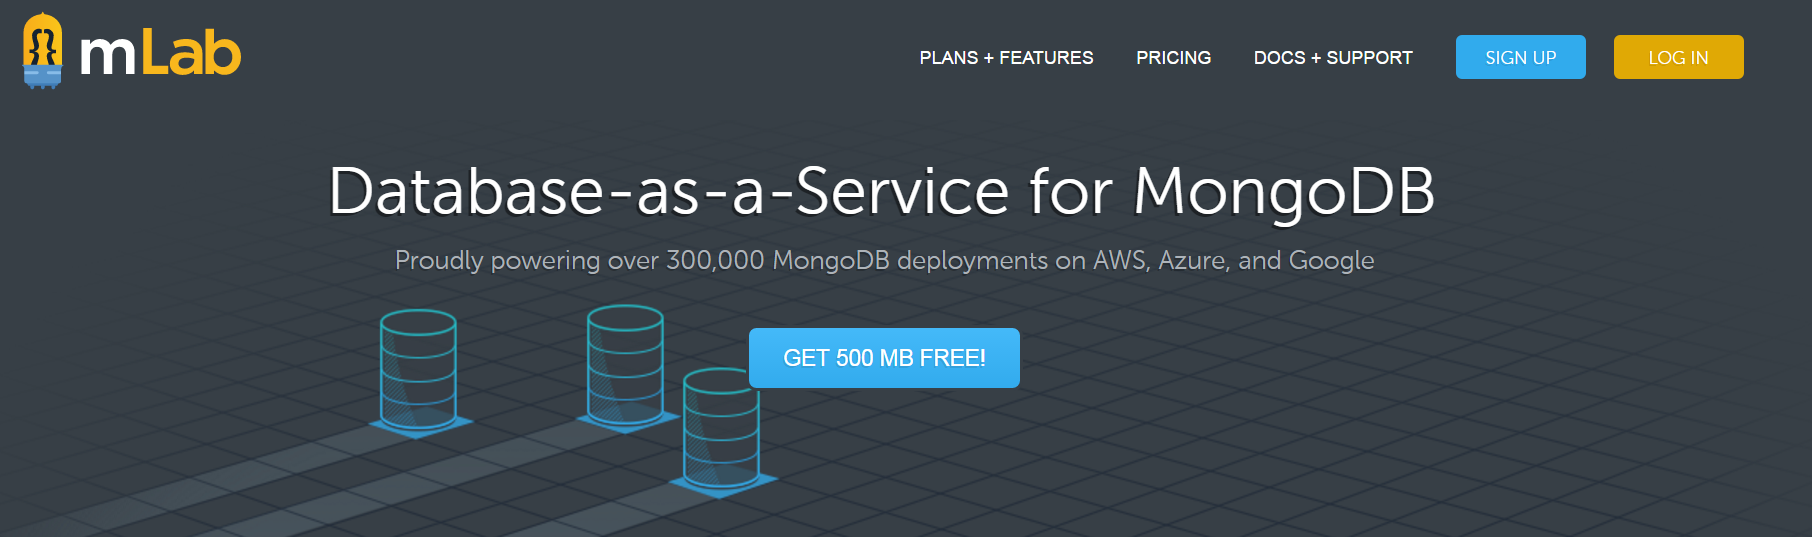 mLab
PLANS + FEATURES
PRICING
DOCS + SUPPORT
SIGN UP
LOG IN
Database-as-a-Service for MongoDB
Proudly powering over 300,000 MongoDB deployments on AWS, Azure, and Google
GET 500 MB FREE!